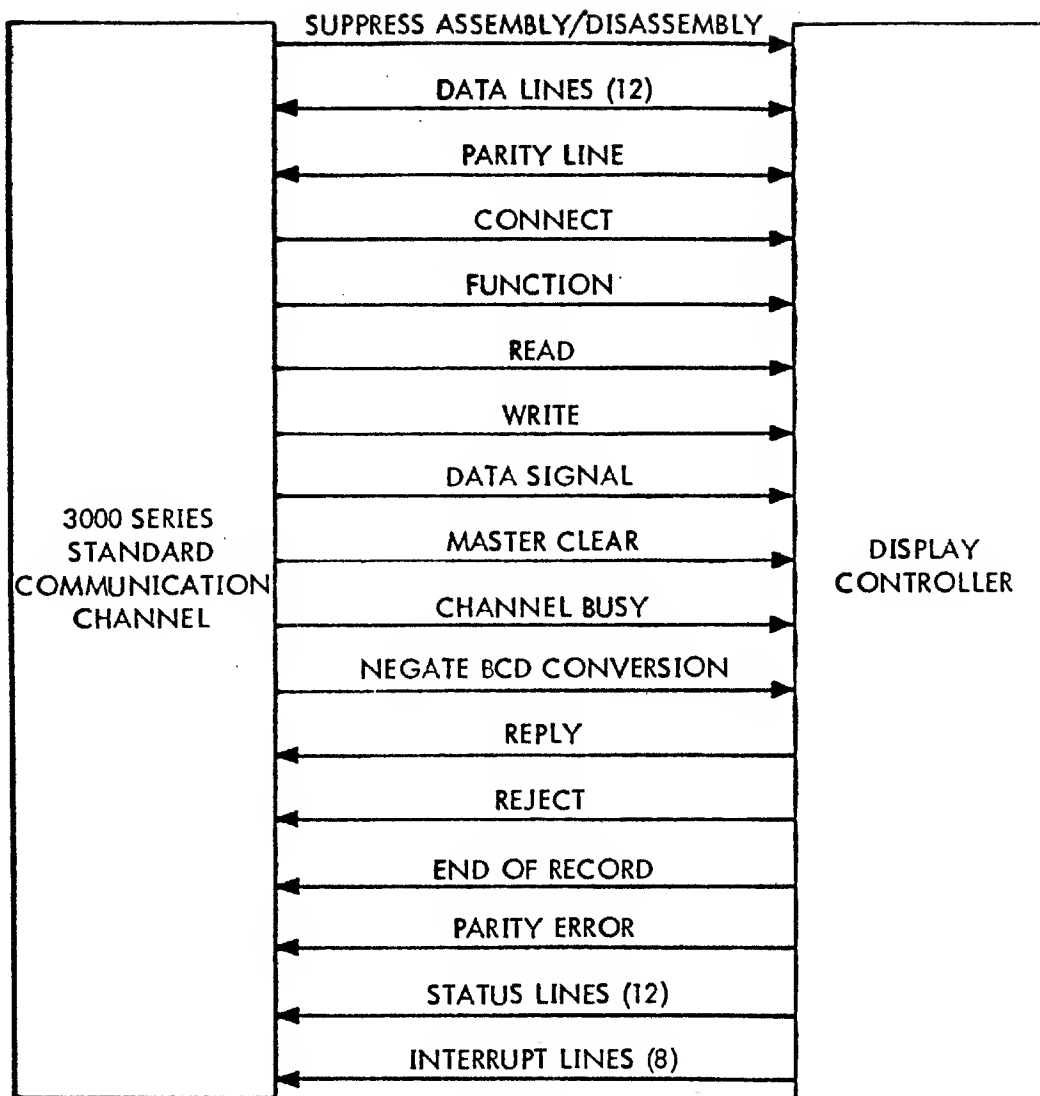 SUPPRESS ASSEMBLY/DISASSEMBLY
DATA LINES (12)
PARITY LINE
CONNECT
FUNCTION
READ
WRITE
DATA SIGNAL
MASTER CLEAR
CHANNEL BUSY
NEGATE BCD CONVERSION
REPLY
REJECT
END OF RECORD
PARITY ERROR
STATUS LINES (12)
INTERRUPT LINES (8)
3000 SERIES
STANDARD
COMMUNICATION
CHANNEL
DISPLAY
CONTROLLER